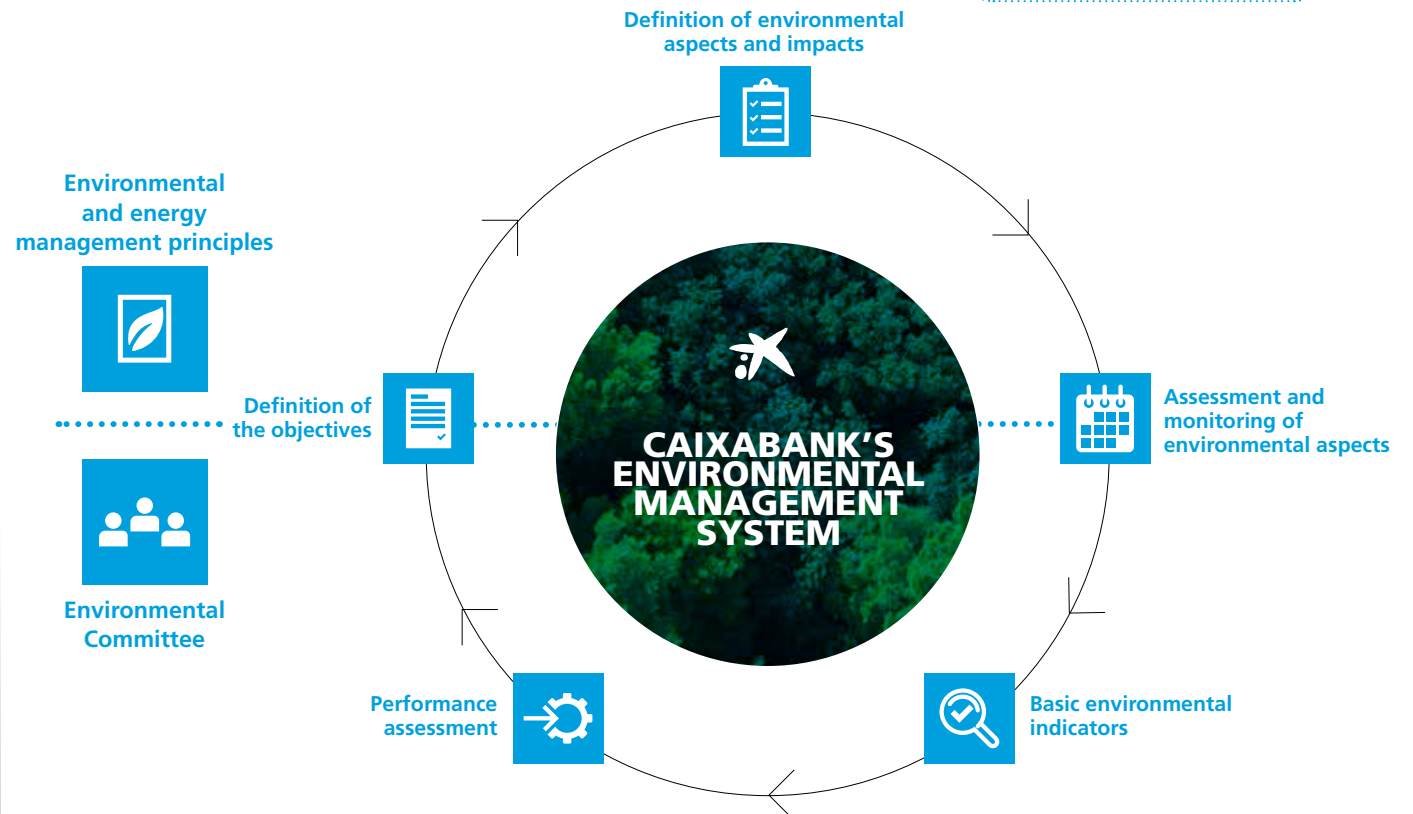 Definition of environmental
aspects and impacts
Environmental
and energy
management principles
Definition of
the objectives
CAIXABANK'S
ENVIRONMENTAL
MANAGEMENT
SYSTEM
Assessment and
monitoring of
environmental aspects
Environmental
Committee
Performance
assessment
Basic environmental
indicators